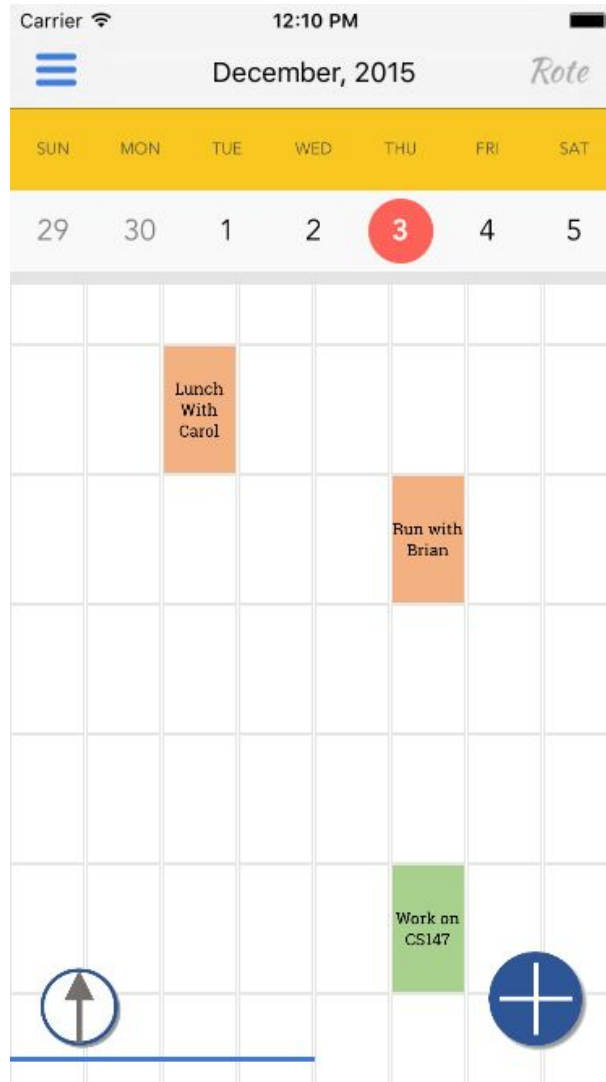 Carrier 12:10 PM
December, 2015 Rote
SUN MON TUE WED THU FRI SAT
29 30 1 2 3 4 5
Lunch
With
Carol
Run with
Brian
Work on
CS147